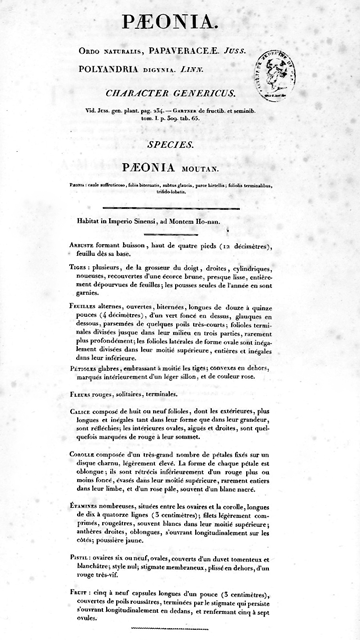 PÆONIA.
Ordo naturalis, PAPAVERACEÆ. Juss.
POLYANDRIA digynia. Linn.
CHARACTER GENERICUS.
Vid. Juss. gen. plant. pag. 234. — Gærtner de fructib. et seminib.
tom. I. p. 309. tab. 65.
SPECIES.
PÆONIA moutan.
Pæonia: caule suffruticoso, foliis biternatis, subtus glaucis, parce hirtellis; foliolis terminalibus,
trifido-lobatis.
Habitat in Imperio Sinensi, ad Montem Ho-nan.
Arbuste formant buisson, haut de quatre pieds (12 décimètres),
feuillu dès sa base.
Tiges : plusieurs, de la grosseur du doigt, droites, cylindriques,
noueuses, recouvertes d'une écorce brune, presque lisse, entière-
ment dépourvues de feuilles; les pousses seules de l'année en sont
garnies.
Feuilles alternes, ouvertes, biternées, longues de douze à quinze
pouces (4 décimètres), d'un vert foncé en dessus, glauques en
dessous, parsemées de quelques poils très-courts; folioles termi-
nales divisées jusque dans leur milieu en trois parties, rarement
plus profondément; les folioles latérales de forme ovale sont inéga-
lement divisées dans leur moitié supérieure, entières et inégales
dans leur inférieure.
Pétioles glabres, embrassant à moitié les tiges; convexes en dehors,
marqués intérieurement d'un léger sillon, et de couleur rose.
Fleurs rouges, solitaires, terminales.
Calice composé de huit ou neuf folioles, dont les extérieures, plus
longues et inégales tant dans leur forme que dans leur grandeur,
sont réfléchies; les intérieures ovales, aiguës et droites, sont quel-
quefois marquées de rouge à leur sommet.
Corolle composée d'un très-grand nombre de pétales fixés sur un
disque charnu, légèrement élevé. La forme de chaque pétale est
oblongue; ils sont rétrécis inférieurement d'un rouge plus ou
moins foncé, évasés dans leur moitié supérieure, rarement entiers
dans leur limbe, et d'un rose pâle, souvent d'un blanc nacré.
Étamines nombreuses, situées entre les ovaires et la corolle, longues
de dix à quatorze lignes (3 centimètres); filets légèrement com-
primés, rougeâtres, souvent blancs dans leur moitié supérieure;
anthères droites, oblongues, s'ouvrant longitudinalement sur les
côtés; poussière jaune.
Pistil : ovaires six ou neuf, ovales, couverts d'un duvet tomenteux et
blanchâtre; style nul; stigmate membraneux, plissé en dehors, d'un
rouge très-vif.
Fruit : cinq à neuf capsules longues d'un pouce (3 centimètres),
couvertes de poils roussâtres, terminées par le stigmate qui persiste
s'ouvrant longitudinalement en dedans, et renfermant cinq à sept
ovules.